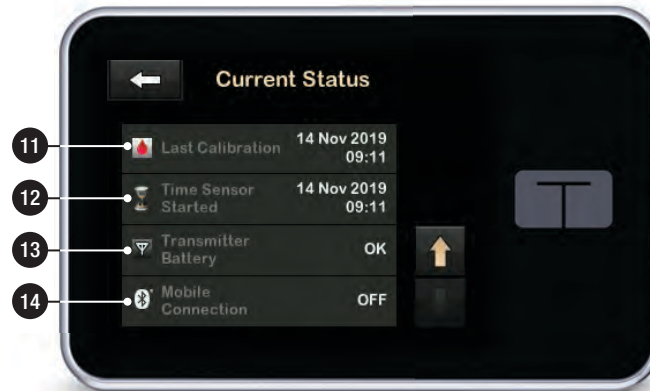 Current Status
11
Last Calibration
14 Nov 2019
09:11
12
Time Sensor
Started
14 Nov 2019
09:11
13
Transmitter
Battery
OK
14
Mobile
Connection
OFF